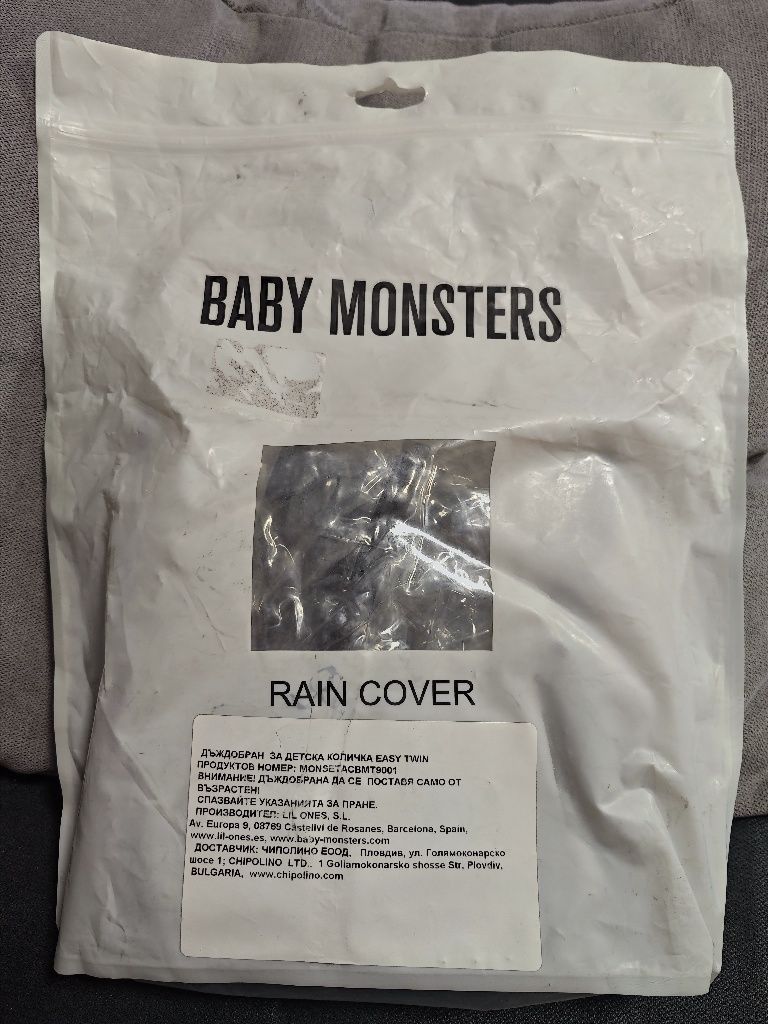 BABY MONSTERS
RAIN COVER
ДЪЖДОБРАН ЗА ДЕТСКА КОЛИЧКА EASY TWIN
ПРОДУКТОВ НОМЕР: MONSETACBMT9001
ВНИМАНИЕ! ДЪЖДОБРАНА ДА СЕ ПОСТАВЯ САМО ОТ
ВЪЗРАСТЕН!
СПАЗВАЙТЕ УКАЗАНИЯТА ЗА ПРАНЕ.
ПРОИЗВОДИТЕЛ: LIL ONES, S.L.
Av. Europa 9, 08769 Castellvi de Rosanes, Barcelona, Spain,
www.lil-ones.es, www.baby-monsters.com
ДОСТАВЧИК: ЧИПОЛИНО ЕООД, Пловдив, ул. Голямоконарско
шосе 1; CHIPOLINO LTD., 1 Goliamokonarsko shosse Str, Plovdiv,
BULGARIA, www.chipolino.com